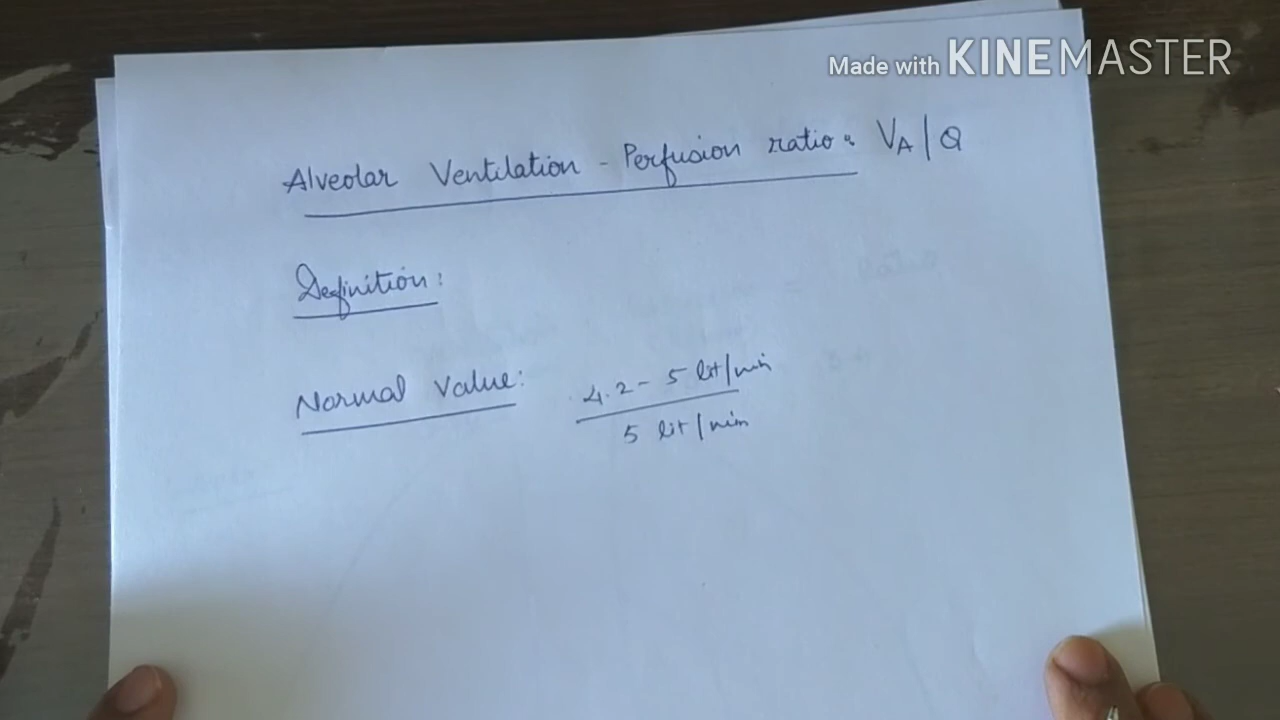 Made with KINEMASTER
Alveolar Ventilation - Perfusion ratio : VA/Q
Definition:
Normal Value: 4.2 - 5 lit/min
5 lit/min